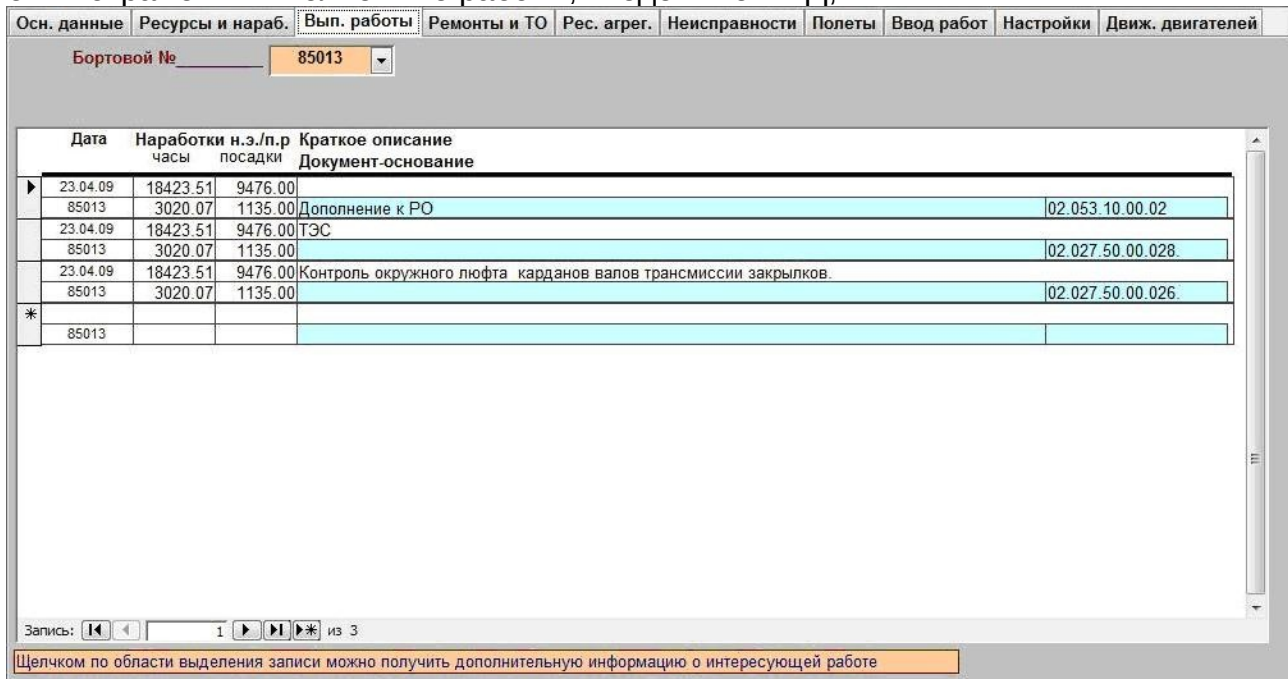 Осн. данные Ресурсы и нараб. Вып. работы Ремонты и ТО Рес. агрег. Неисправности Полеты Ввод работ Настройки Движ. двигателей
Бортовой №__________ 85013
Дата Наработки н.э./п.р Краткое описание
часы посадки Документ-основание
23.04.09 18423.51 9476.00
85013 3020.07 1135.00 Дополнение к РО 02.053.10.00.02
23.04.09 18423.51 9476.00 ТЭС
85013 3020.07 1135.00 02.027.50.00.028.
23.04.09 18423.51 9476.00 Контроль окружного люфта карданов валов трансмиссии закрылков.
85013 3020.07 1135.00 02.027.50.00.026.
85013
Запись: 1 из 3
Щелчком по области выделения записи можно получить дополнительную информацию о интересующей работе